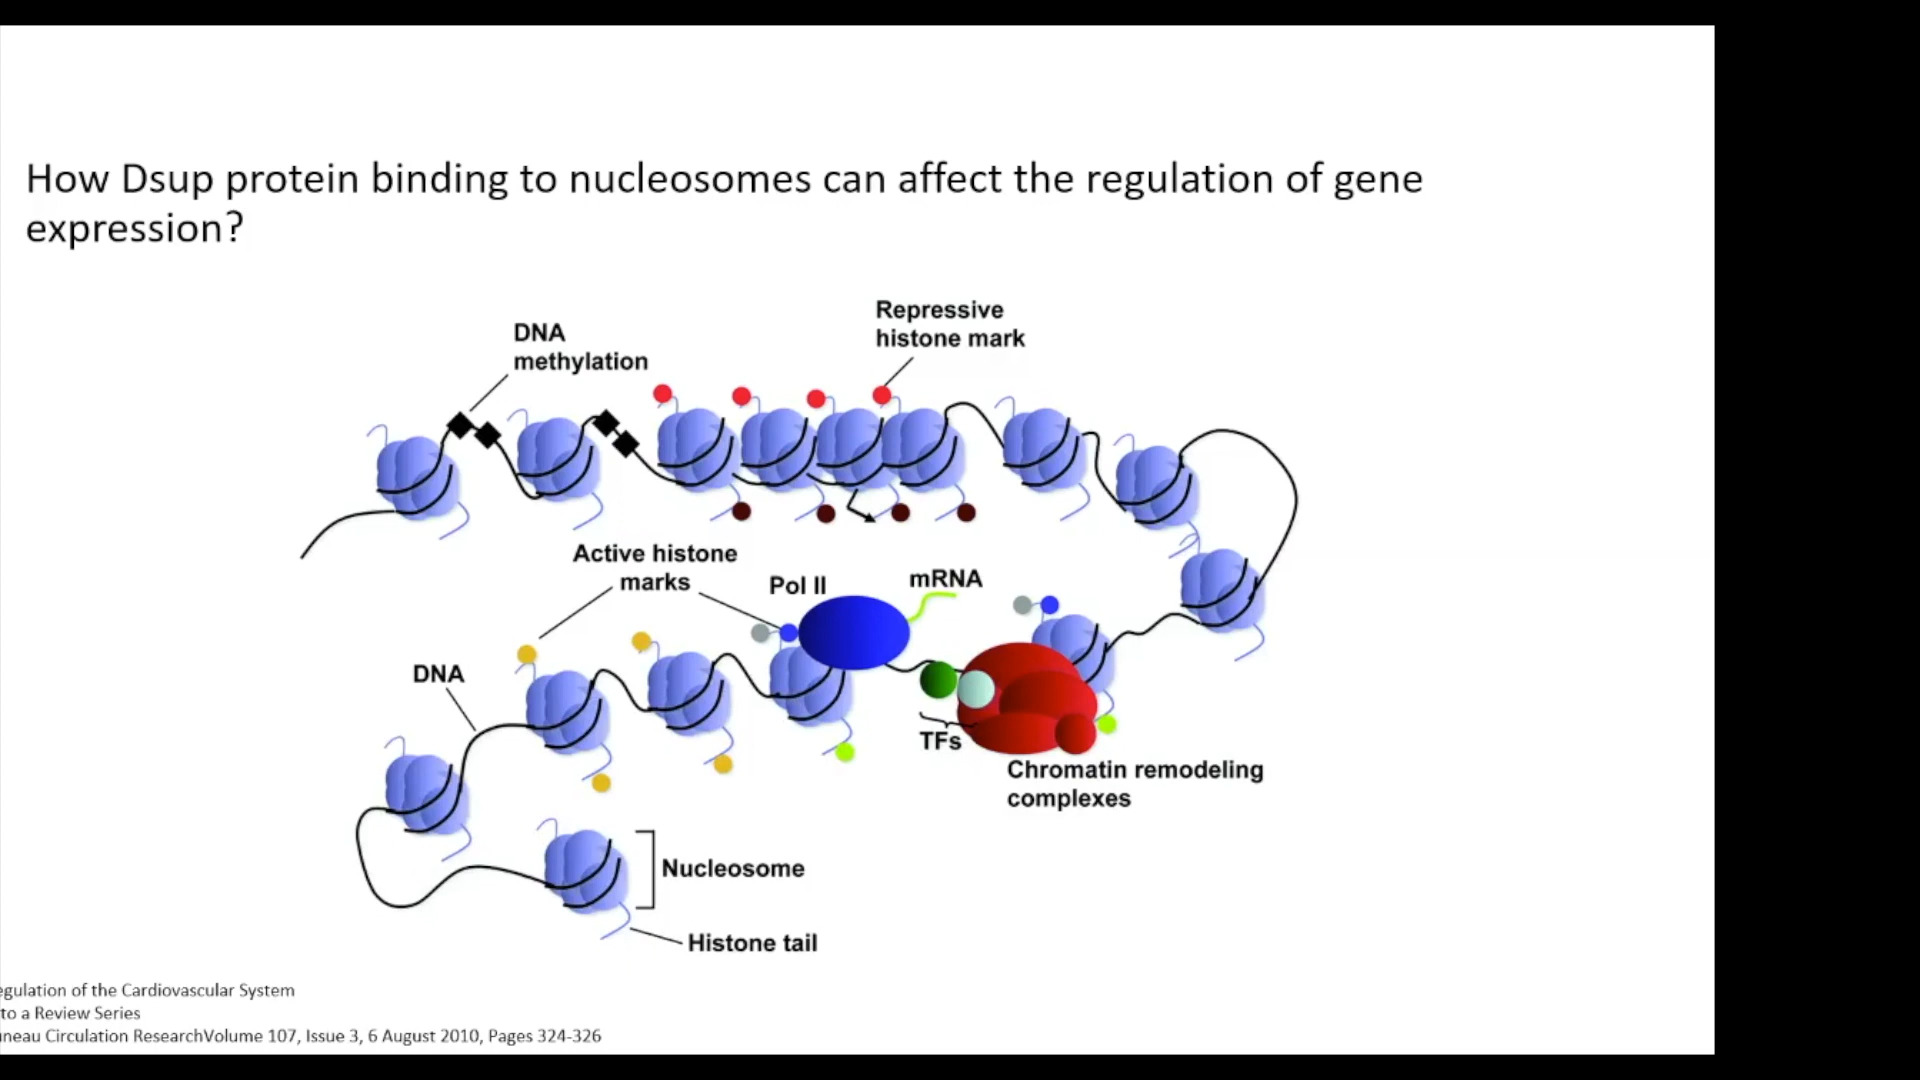 How Dsup protein binding to nucleosomes can affect the regulation of gene
expression?
DNA
methylation
Repressive
histone mark
Active histone
marks
Pol II
mRNA
DNA
TFs
Chromatin remodeling
complexes
Nucleosome
Histone tail
egulation of the Cardiovascular System
to a Review Series
neau Circulation ResearchVolume 107, Issue 3, 6 August 2010, Pages 324-326